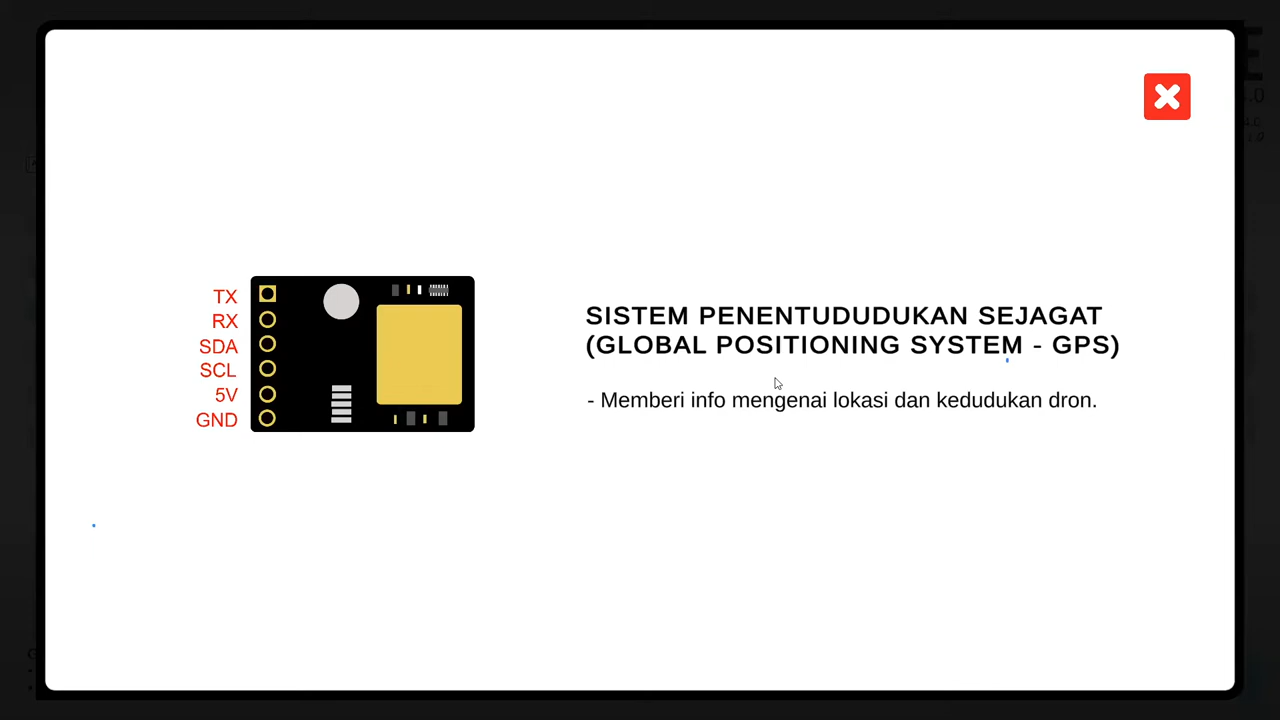 TX
RX
SDA
SCL
5V
GND
SISTEM PENENTUDUDUKAN SEJAGAT
(GLOBAL POSITIONING SYSTEM - GPS)
- Memberi info mengenai lokasi dan kedudukan dron.